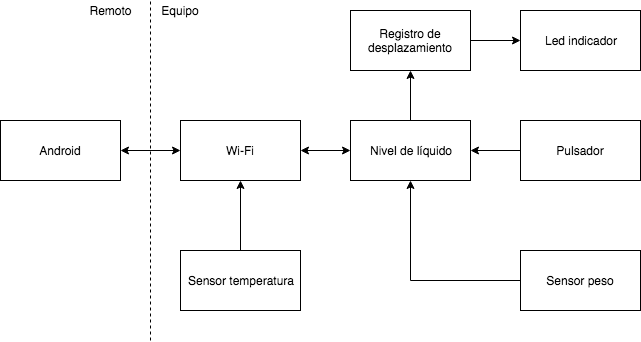 Remoto
Equipo
Registro de
desplazamiento
Led indicador
Android
Wi-Fi
Nivel de líquido
Pulsador
Sensor temperatura
Sensor peso